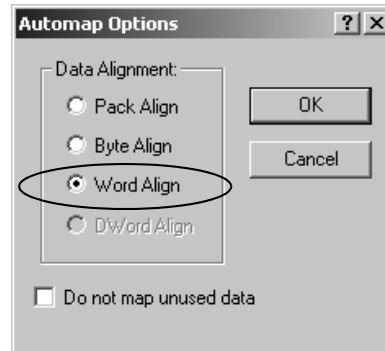 Automap Options
Data Alignment:
Pack Align
OK
Byte Align
Cancel
Word Align
DWord Align
Do not map unused data